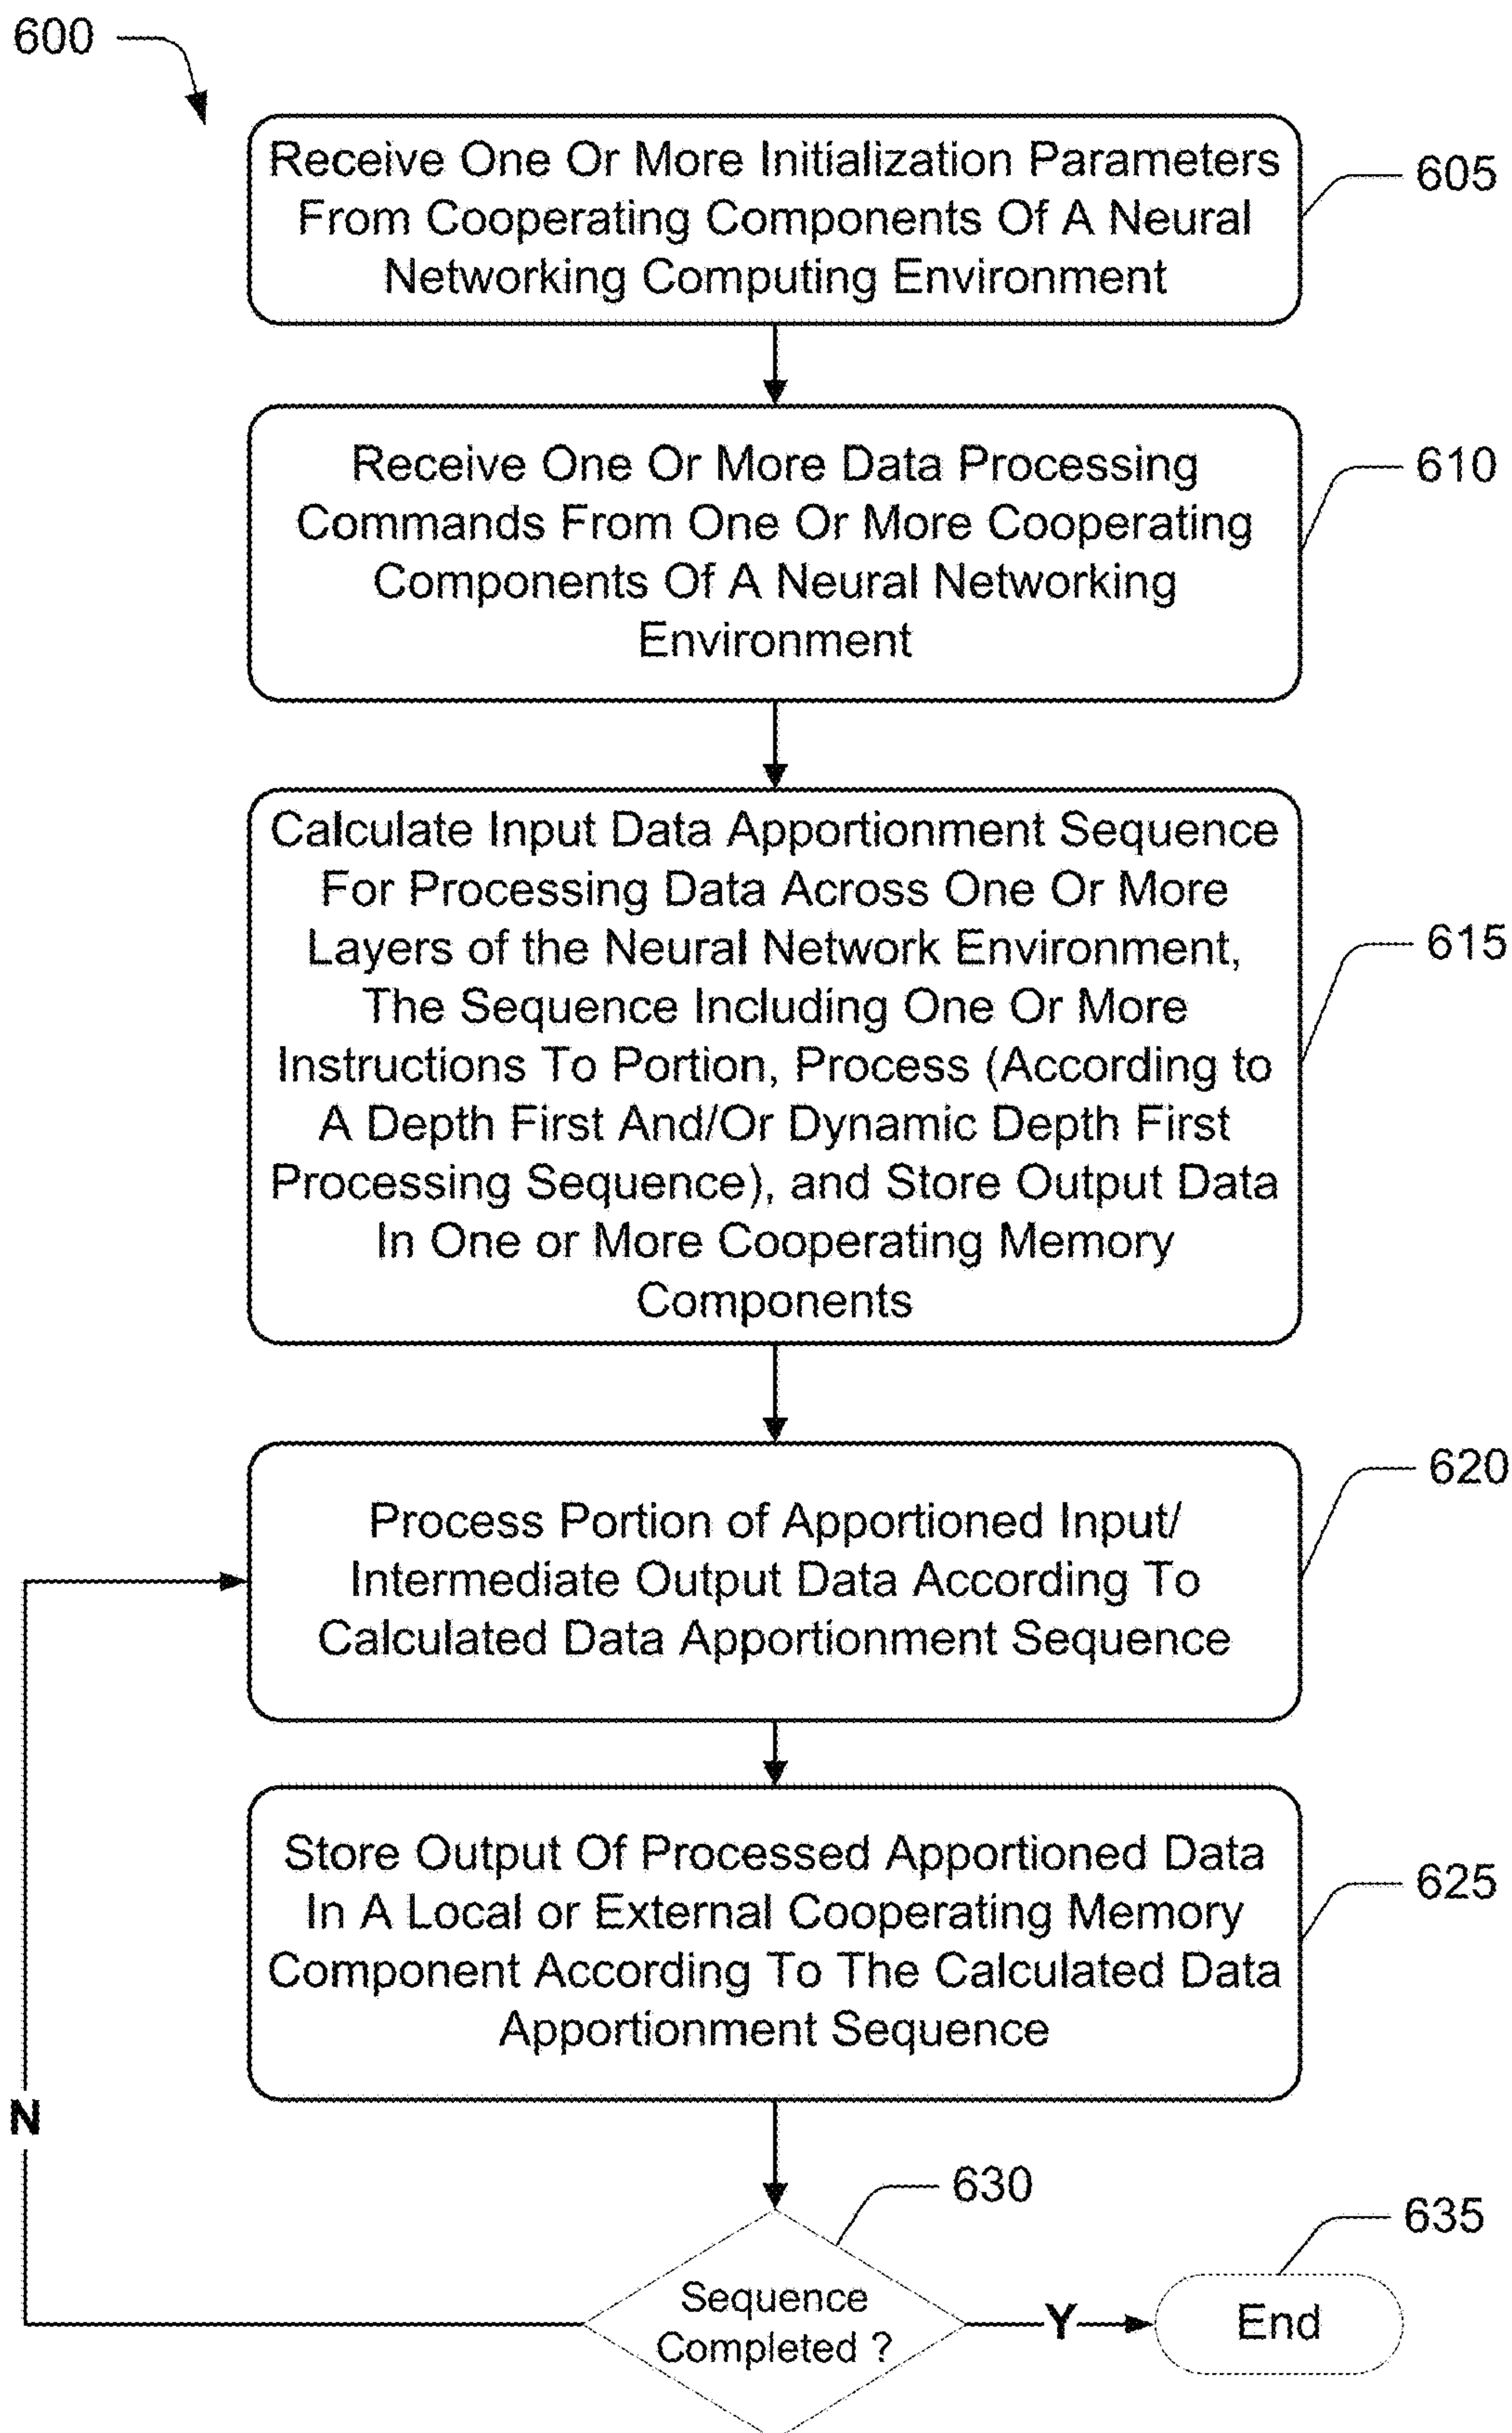 600
Receive One Or More Initialization Parameters
From Cooperating Components Of A Neural
Networking Computing Environment
605
Receive One Or More Data Processing
Commands From One Or More Cooperating
Components Of A Neural Networking
Environment
610
Calculate Input Data Apportionment Sequence
For Processing Data Across One Or More
Layers of the Neural Network Environment,
The Sequence Including One Or More
Instructions To Portion, Process (According to
A Depth First And/Or Dynamic Depth First
Processing Sequence), and Store Output Data
In One or More Cooperating Memory
Components
615
Process Portion of Apportioned Input/
Intermediate Output Data According To
Calculated Data Apportionment Sequence
620
Store Output Of Processed Apportioned Data
In A Local or External Cooperating Memory
Component According To The Calculated Data
Apportionment Sequence
625
N
630
Sequence
Completed ?
Y
635
End